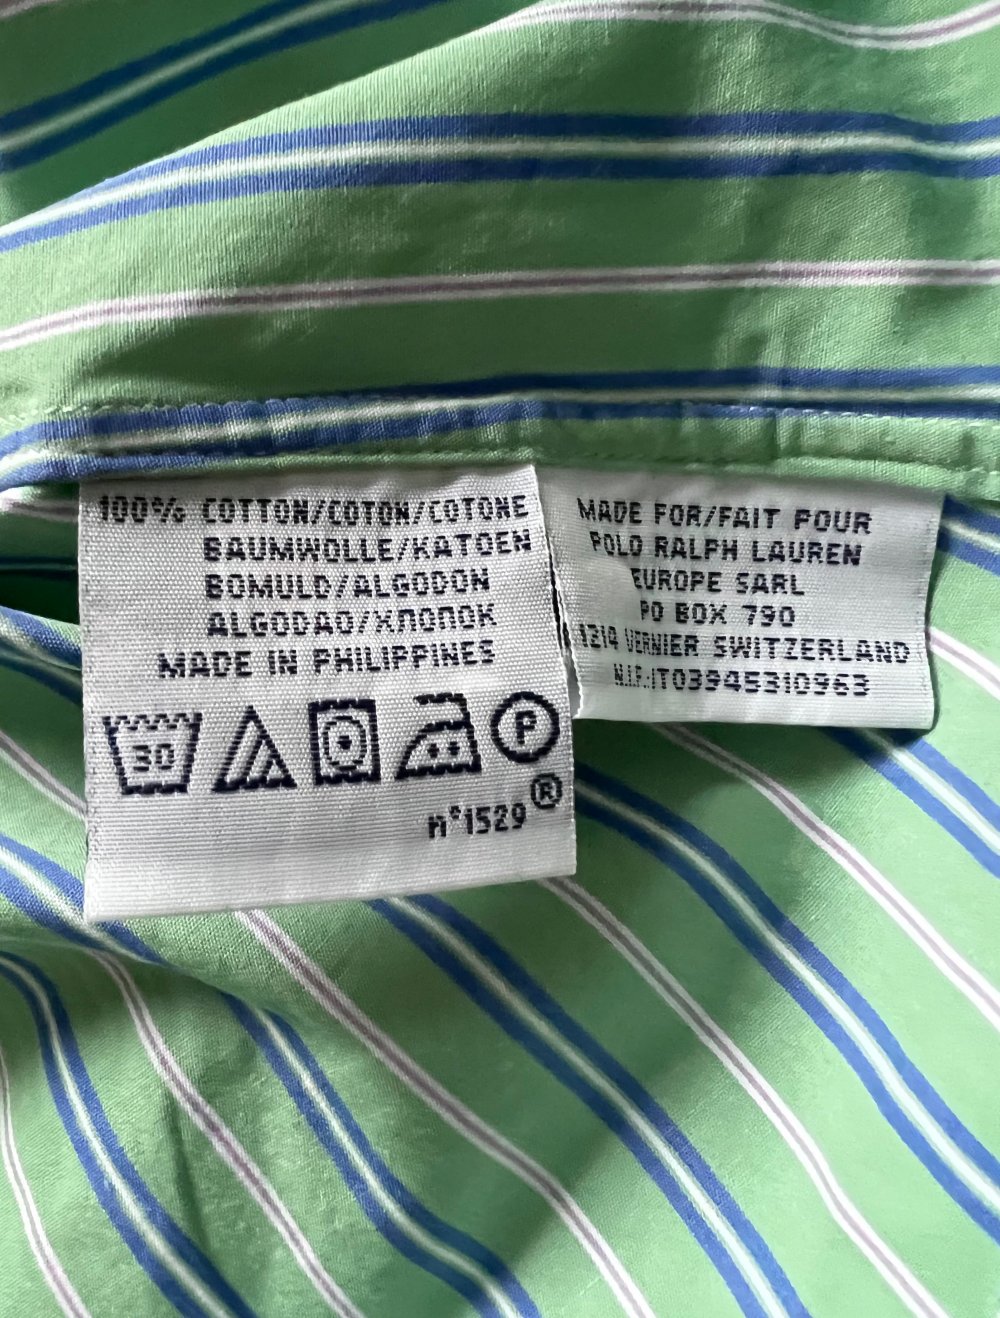 100% COTTON/COTON/COTONE
BAUMWOLLE/KATOEN
BOMULD/ALGODON
ALGODAO/ΧΛΟΠΟΚ
MADE IN PHILIPPINES
30
P
n°1529®
MADE FOR/FAIT POUR
POLO RALPH LAUREN
EUROPE SARL
PO BOX 790
1214 VERNIER SWITZERLAND
N.I.F.:IT03945310963